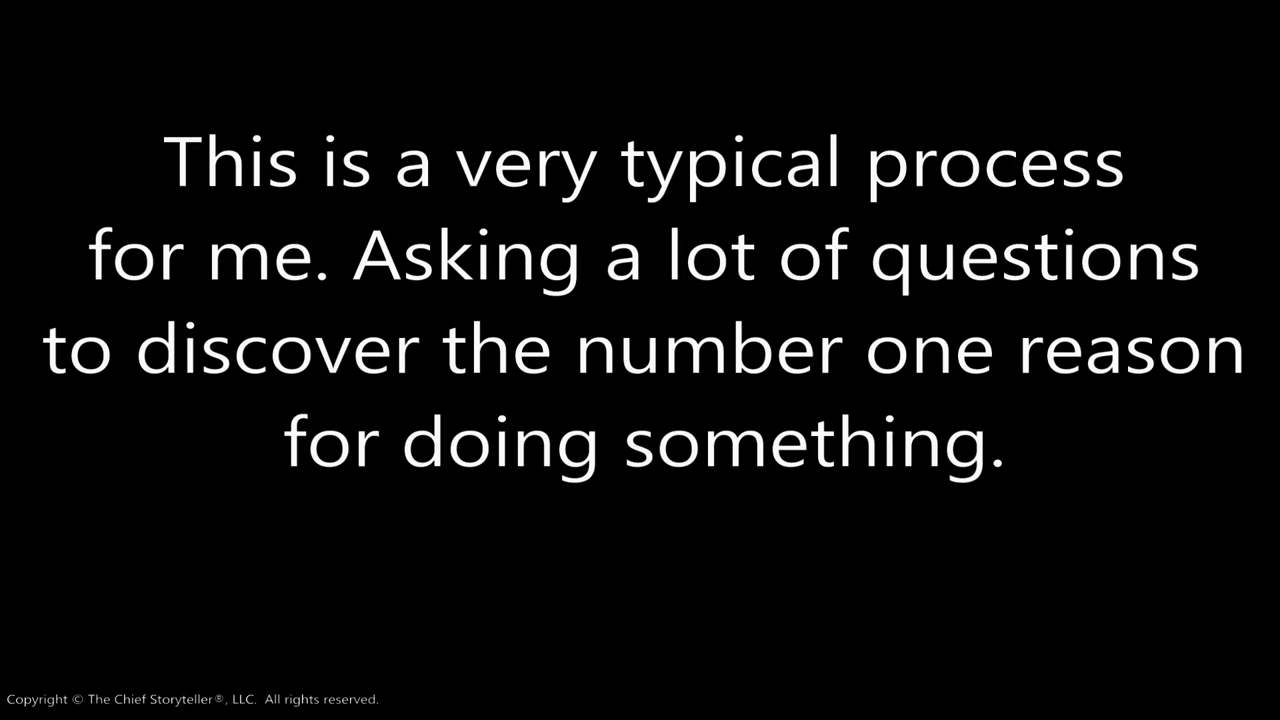 This is a very typical process
for me. Asking a lot of questions
to discover the number one reason
for doing something.
Copyright © The Chief Storyteller®, LLC.  All rights reserved.